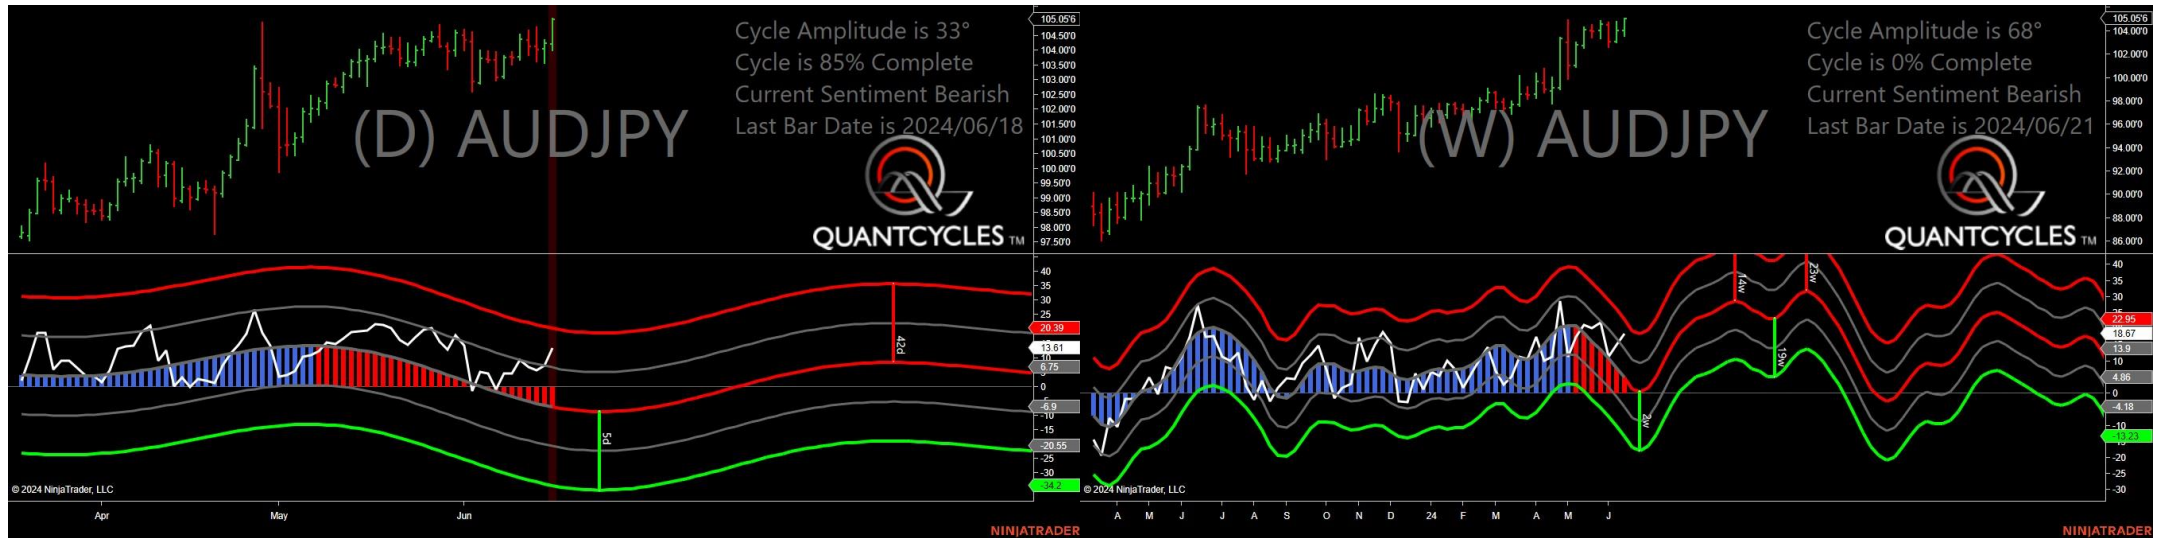 Cycle Amplitude is 33°
Cycle is 85% Complete
Current Sentiment Bearish
Last Bar Date is 2024/06/18
(D) AUDJPY
QUANTCYCLES TM
105.05'6
104.50'0
104.00'0
103.50'0
103.00'0
102.50'0
102.00'0
101.50'0
101.00'0
100.50'0
100.00'0
99.50'0
99.00'0
98.50'0
98.00'0
97.50'0
40
35
30
25
20.39
13.61
10
6.75
0
-6.9
-10
-15
-20.55
-25
-30
-34.2
42d
5d
© 2024 NinjaTrader, LLC
Apr
May
Jun
NINJATRADER
Cycle Amplitude is 68°
Cycle is 0% Complete
Current Sentiment Bearish
Last Bar Date is 2024/06/21
(W) AUDJPY
QUANTCYCLES TM
105.05'6
104.00'0
102.00'0
100.00'0
98.00'0
96.00'0
94.00'0
92.00'0
90.00'0
88.00'0
86.00'0
40
35
30
22.95
18.67
13.9
10
4.86
0
-4.18
-10
-13.23
-20
-25
-30
14w
23w
19w
2w
© 2024 NinjaTrader, LLC
A
M
J
J
A
S
O
N
D
24
F
M
A
M
J
NINJATRADER